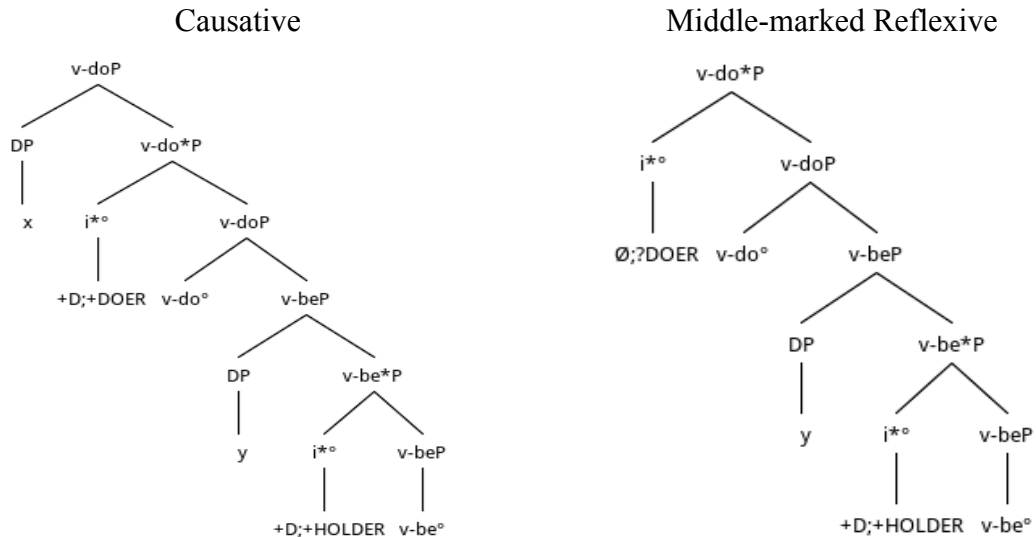 Causative
v-doP
DP
v-do*P
x
i*°
v-doP
+D;+DOER
v-do°
v-beP
DP
v-be*P
y
i*°
v-beP
+D;+HOLDER
v-be°
Middle-marked Reflexive
v-do*P
i*°
v-doP
Ø;?DOER
v-do°
v-beP
DP
v-be*P
y
i*°
v-beP
+D;+HOLDER
v-be°